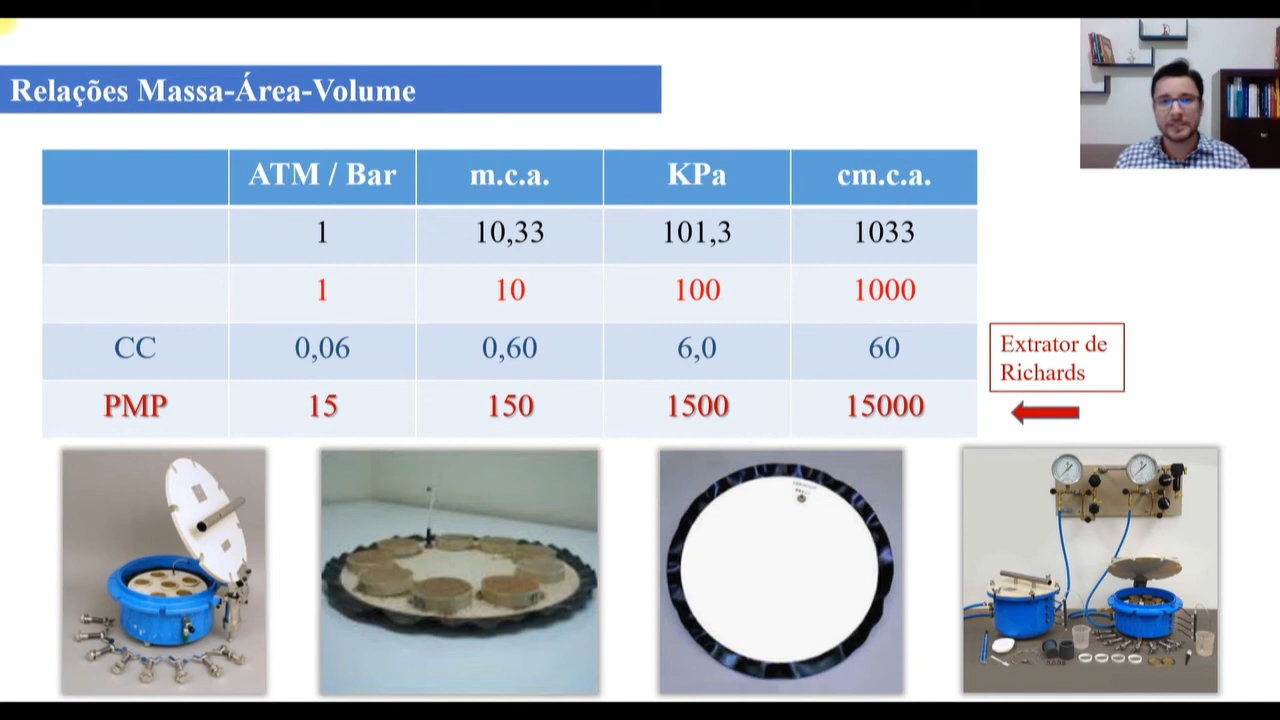 Relações Massa-Área-Volume
ATM / Bar m.c.a. KPa cm.c.a.
1 10,33 101,3 1033
1 10 100 1000
CC 0,06 0,60 6,0 60
PMP 15 150 1500 15000
Extrator de
Richards